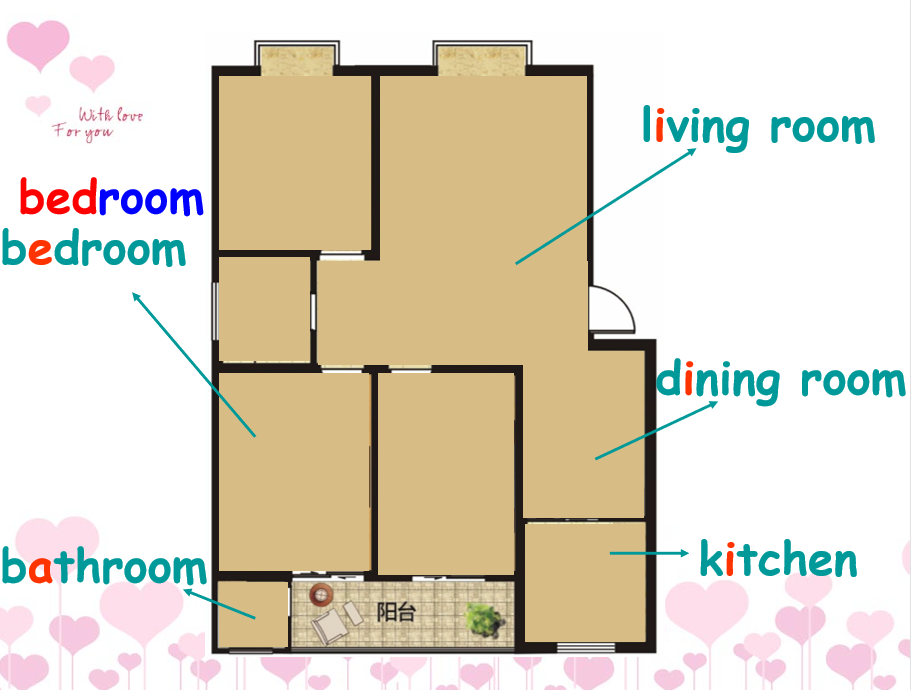 With love
For you
living room
bedroom
bedroom
dining room
bathroom
kitchen
阳台